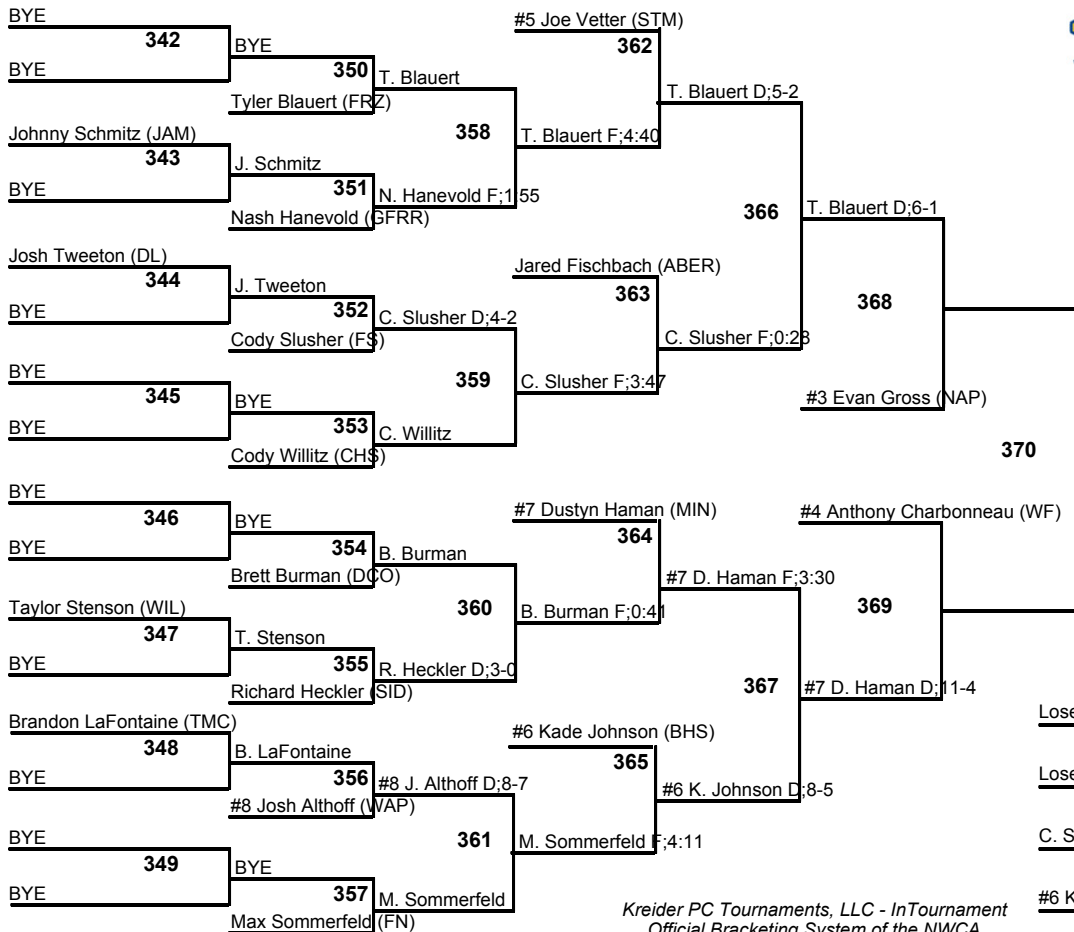 BYE
342
BYE
BYE
350
Tyler Blauert (FRZ)
T. Blauert
Johnny Schmitz (JAM)
343
BYE
J. Schmitz
351
Nash Hanevold (GFRR)
N. Hanevold F;1:55
358
T. Blauert F;4:40
#5 Joe Vetter (STM)
362
T. Blauert D;5-2
Josh Tweeton (DL)
344
BYE
J. Tweeton
352
Cody Slusher (FS)
C. Slusher D;4-2
BYE
345
BYE
BYE
353
Cody Willitz (CHS)
C. Willitz
359
C. Slusher F;3:47
Jared Fischbach (ABER)
363
C. Slusher F;0:28
366
T. Blauert D;6-1
368
#3 Evan Gross (NAP)
370
BYE
346
BYE
BYE
354
Brett Burman (DCO)
B. Burman
Taylor Stenson (WIL)
347
BYE
T. Stenson
355
Richard Heckler (SID)
R. Heckler D;3-0
360
B. Burman F;0:41
#7 Dustyn Haman (MIN)
364
#7 D. Haman F;3:30
#4 Anthony Charbonneau (WF)
369
367
#7 D. Haman D;11-4
Brandon LaFontaine (TMC)
348
BYE
B. LaFontaine
356
#8 Josh Althoff (WAP)
#8 J. Althoff D;8-7
BYE
349
BYE
BYE
357
Max Sommerfeld (FN)
M. Sommerfeld
361
M. Sommerfeld F;4:11
#6 Kade Johnson (BHS)
365
#6 K. Johnson D;8-5
Lose
Lose
C. S
#6 K
Kreider PC Tournaments, LLC - InTournament
Official Bracketing System of the NWCA